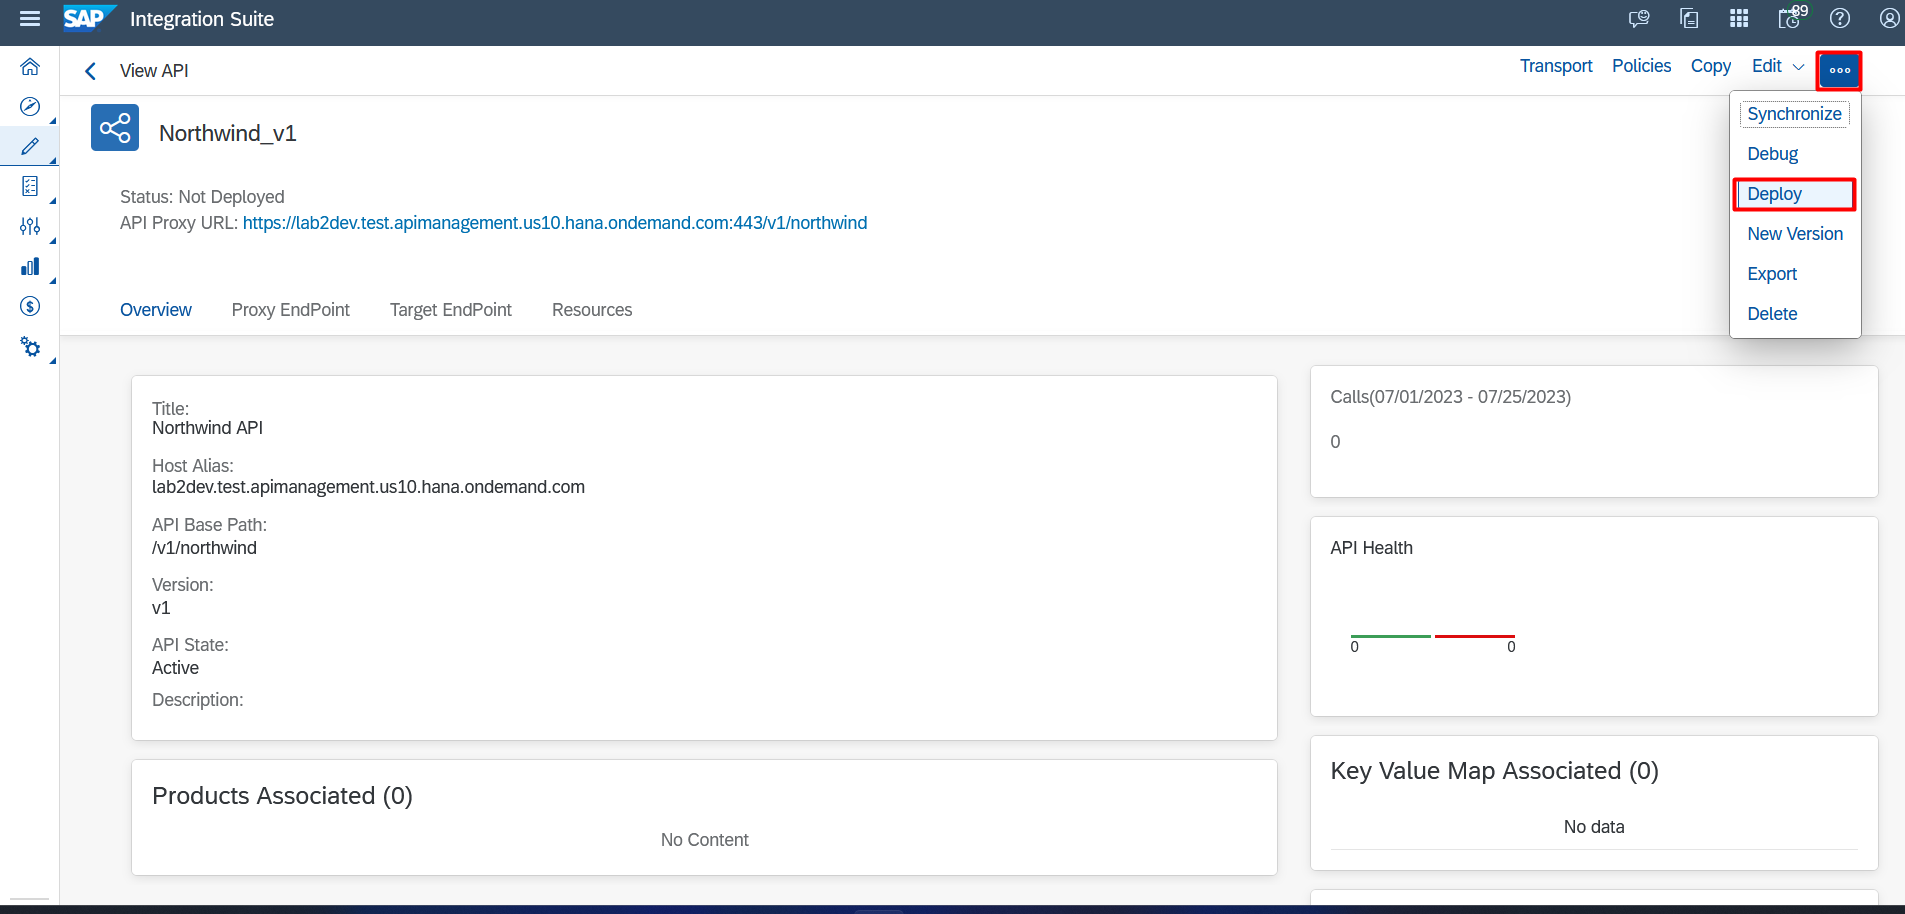 SAP Integration Suite
89
View API
Transport Policies Copy Edit
Synchronize
Debug
Deploy
New Version
Export
Delete
Northwind_v1
Status: Not Deployed
API Proxy URL: https://lab2dev.test.apimanagement.us10.hana.ondemand.com:443/v1/northwind
Overview Proxy EndPoint Target EndPoint Resources
Title:
Northwind API
Host Alias:
lab2dev.test.apimanagement.us10.hana.ondemand.com
API Base Path:
/v1/northwind
Version:
v1
API State:
Active
Description:
Products Associated (0)
No Content
Calls(07/01/2023 - 07/25/2023)
0
API Health
0 0
Key Value Map Associated (0)
No data